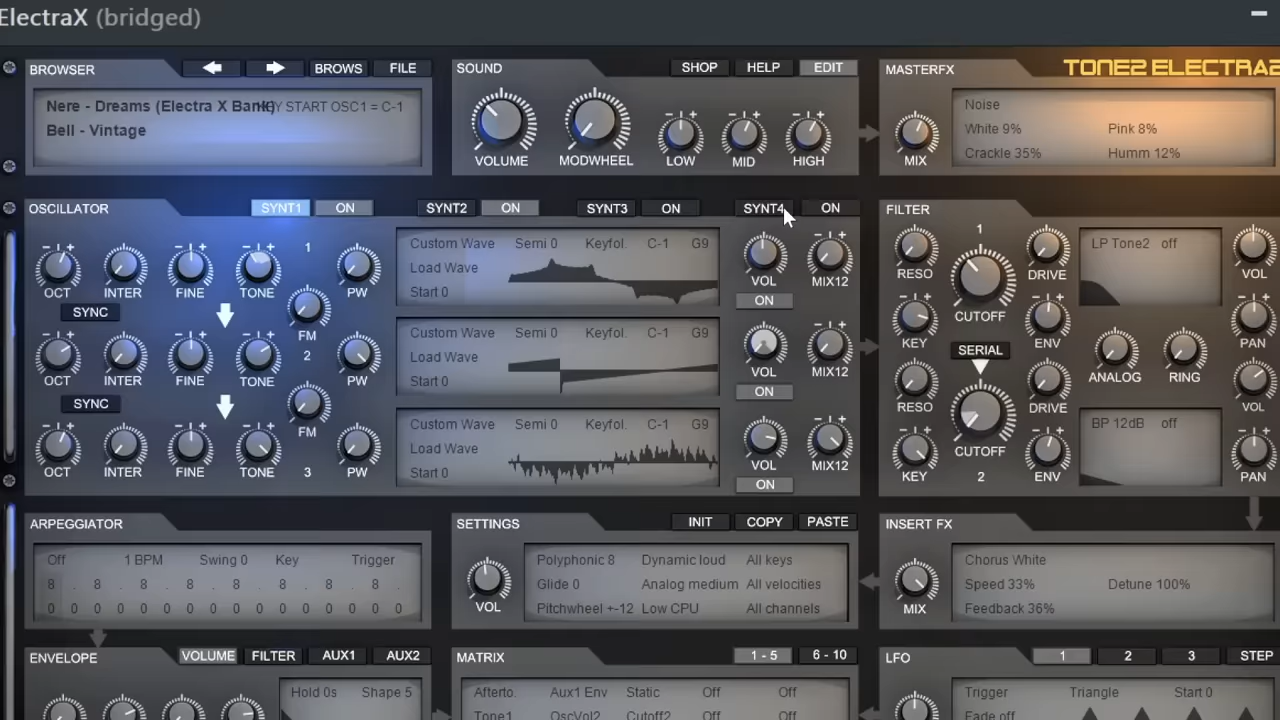 ElectraX (bridged)
BROWSER BROWS FILE
Nere - Dreams (Electra X Bank)
Y START OSC1 = C-1
Bell - Vintage
SOUND SHOP HELP EDIT
VOLUME MODWHEEL LOW MID HIGH
MASTERFX TONE2 ELECTRA2
MIX
Noise
White 9% Pink 8%
Crackle 35% Humm 12%
OSCILLATOR SYNT1 ON SYNT2 ON SYNT3 ON SYNT4 ON
1
OCT INTER FINE TONE PW
SYNC FM
2
OCT INTER FINE TONE PW
SYNC FM
OCT INTER FINE TONE 3 PW
Custom Wave Semi 0 Keyfol. C-1 G9
Load Wave
Start 0
VOL MIX12
ON
Custom Wave Semi 0 Keyfol. C-1 G9
Load Wave
Start 0
VOL MIX12
ON
Custom Wave Semi 0 Keyfol. C-1 G9
Load Wave
Start 0
VOL MIX12
ON
FILTER
1
RESO CUTOFF DRIVE
LP Tone2 off
VOL
KEY SERIAL ENV ANALOG RING PAN
RESO CUTOFF DRIVE
BP 12dB off
VOL
KEY 2 ENV PAN
ARPEGGIATOR
Off 1 BPM Swing 0 Key Trigger
8 . 8 . 8 . 8 . 8 . 8 . 8 . 8 .
0 0 0 0 0 0 0 0 0 0 0 0 0 0 0 0
SETTINGS INIT COPY PASTE
VOL
Polyphonic 8 Dynamic loud All keys
Glide 0 Analog medium All velocities
Pitchwheel +-12 Low CPU All channels
INSERT FX
MIX
Chorus White
Speed 33% Detune 100%
Feedback 36%
ENVELOPE VOLUME FILTER AUX1 AUX2
Hold 0s Shape 5
MATRIX 1 - 5 6 - 10
Afterto. Aux1 Env Static Off Off
Tone1 OscVol2 Cutoff2 Off Off
LFO 1 2 3 STEP
Trigger Triangle Start 0
Fade off